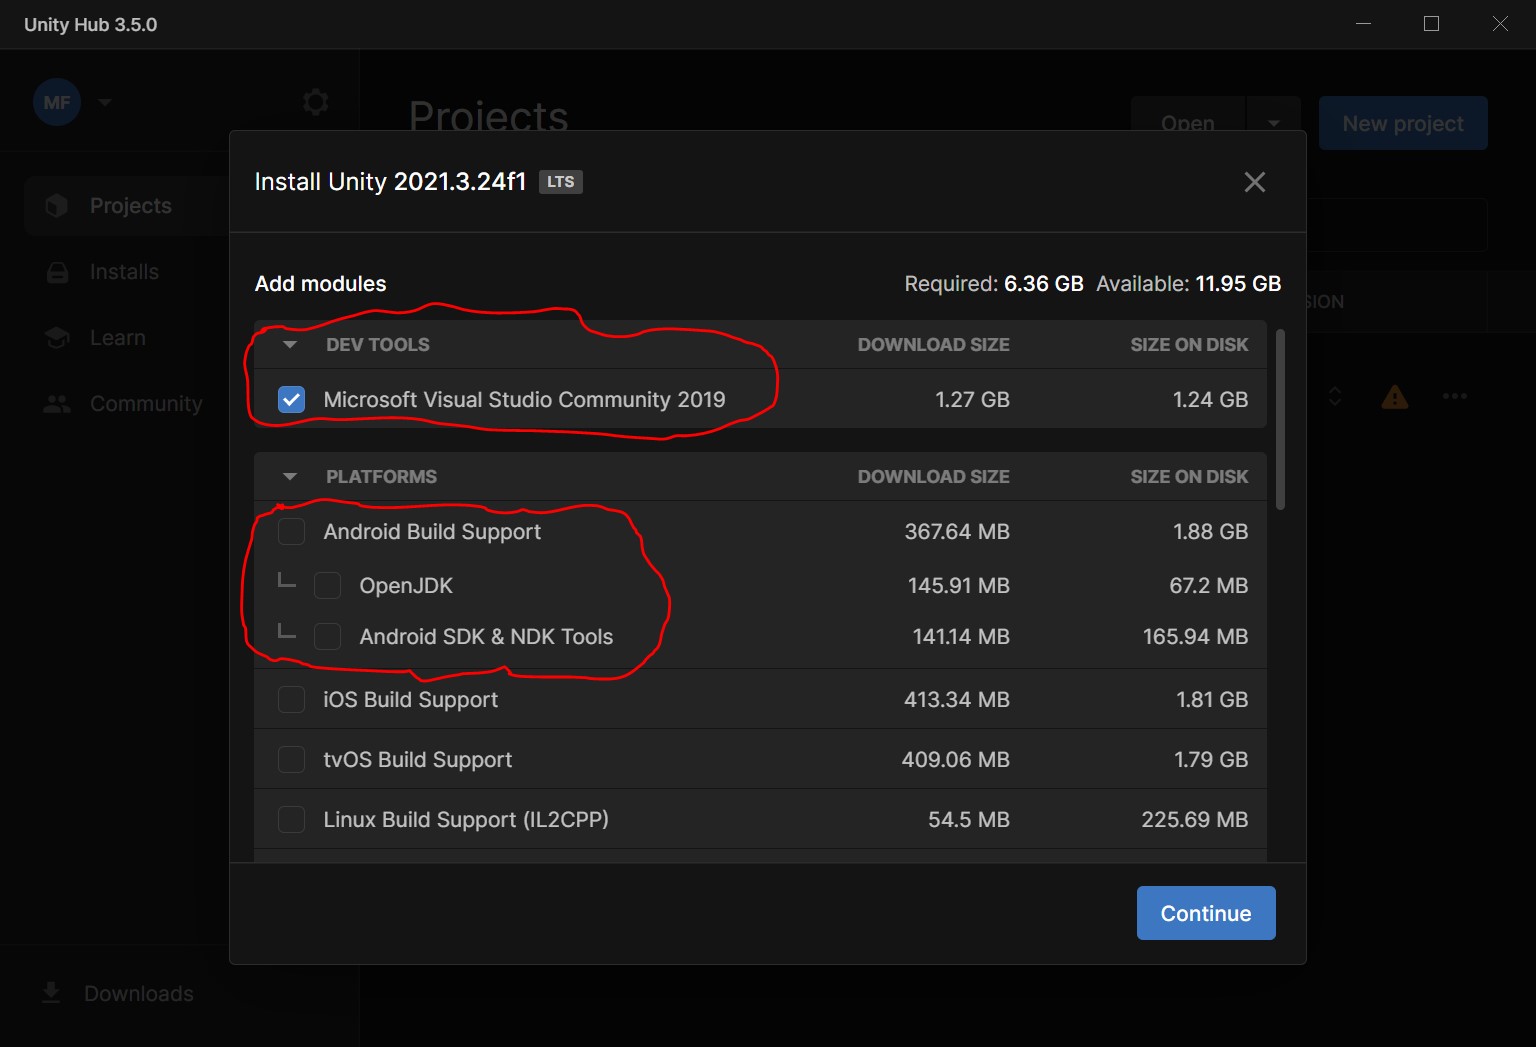 Unity Hub 3.5.0
MF
Projects
Open
New project
Projects
Installs
Learn
Community
Downloads
Install Unity 2021.3.24f1 LTS
Add modules Required: 6.36 GB Available: 11.95 GB
DEV TOOLS DOWNLOAD SIZE SIZE ON DISK
Microsoft Visual Studio Community 2019 1.27 GB 1.24 GB
PLATFORMS DOWNLOAD SIZE SIZE ON DISK
Android Build Support 367.64 MB 1.88 GB
OpenJDK 145.91 MB 67.2 MB
Android SDK & NDK Tools 141.14 MB 165.94 MB
iOS Build Support 413.34 MB 1.81 GB
tvOS Build Support 409.06 MB 1.79 GB
Linux Build Support (IL2CPP) 54.5 MB 225.69 MB
Continue